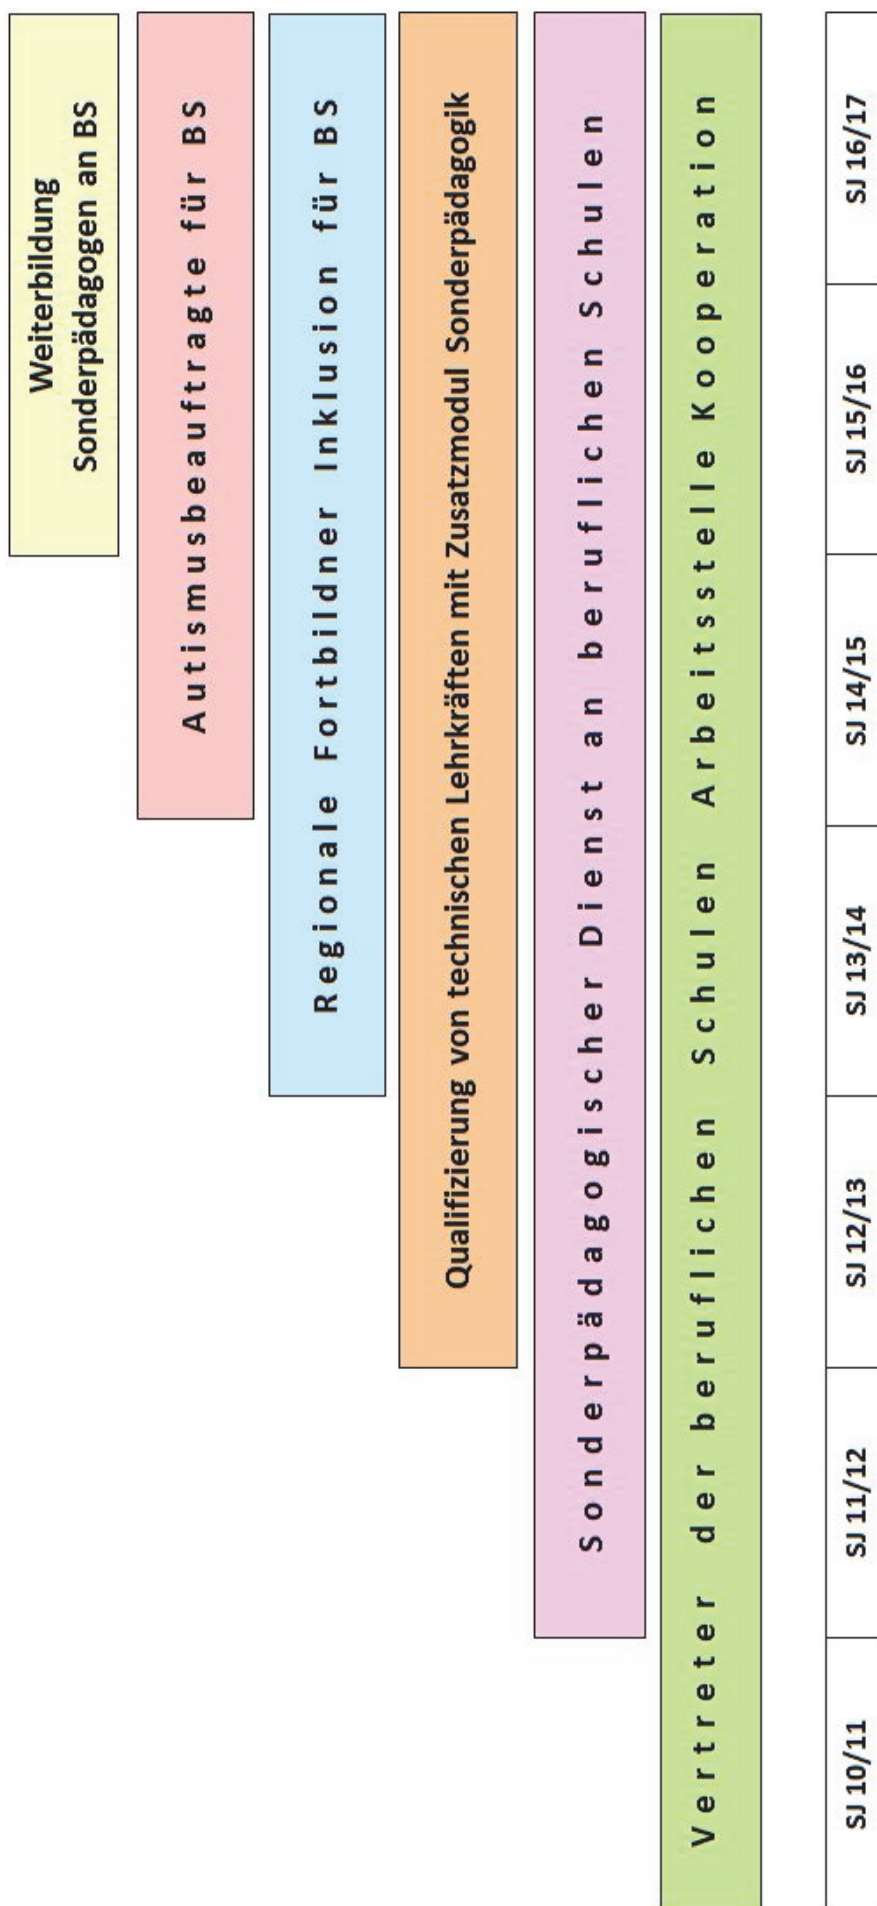 Weiterbildung
Sonderpädagogen an BS
Autismusbeauftragte für BS
Regionale Fortbildner Inklusion für BS
Qualifizierung von technischen Lehrkräften mit Zusatzmodul Sonderpädagogik
Sonderpädagogischer Dienst an beruflichen Schulen
Vertreter der beruflichen Schulen Arbeitsstelle Kooperation
SJ 10/11
SJ 11/12
SJ 12/13
SJ 13/14
SJ 14/15
SJ 15/16
SJ 16/17